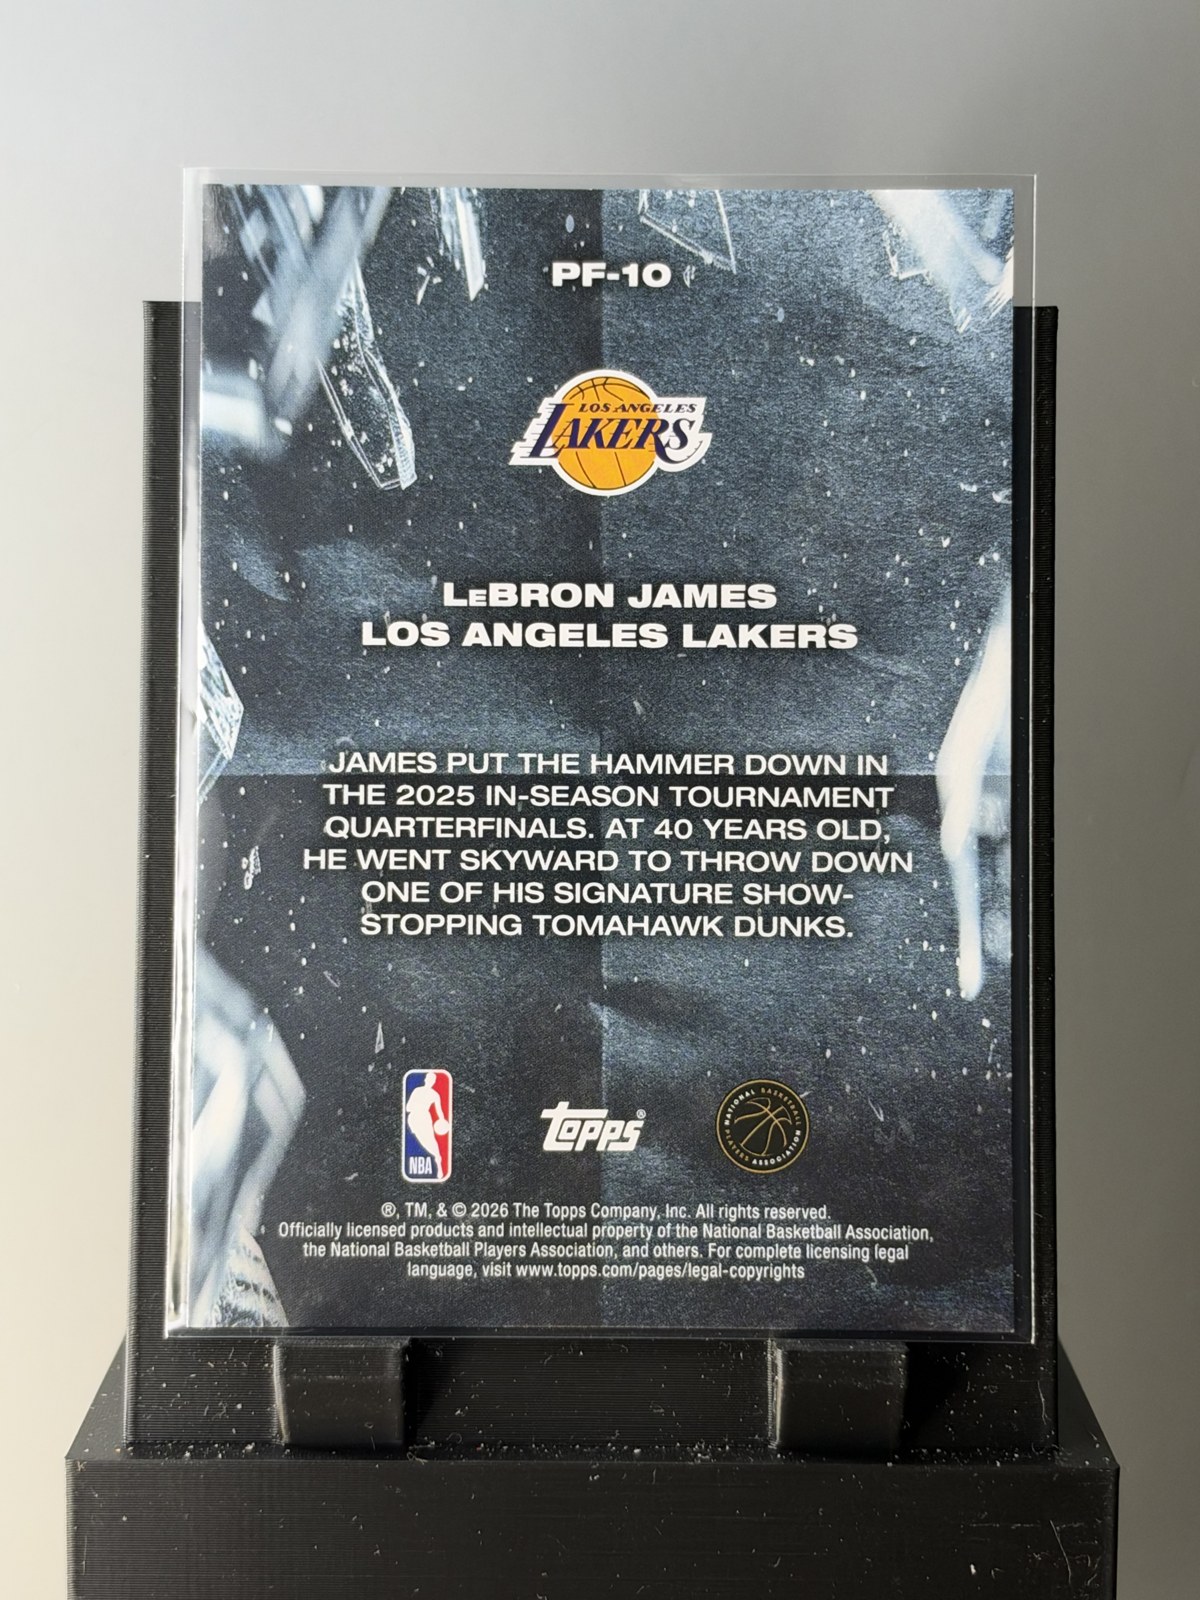 PF-10
LOS ANGELES
LAKERS
LeBRON JAMES
LOS ANGELES LAKERS
JAMES PUT THE HAMMER DOWN IN
THE 2025 IN-SEASON TOURNAMENT
QUARTERFINALS. AT 40 YEARS OLD,
HE WENT SKYWARD TO THROW DOWN
ONE OF HIS SIGNATURE SHOW-
STOPPING TOMAHAWK DUNKS.
NBA
Topps®
NATIONAL BASKETBALL
PLAYERS ASSOCIATION
®, TM, & © 2026 The Topps Company, Inc. All rights reserved.
Officially licensed products and intellectual property of the National Basketball Association,
the National Basketball Players Association, and others. For complete licensing legal
language, visit www.topps.com/pages/legal-copyrights